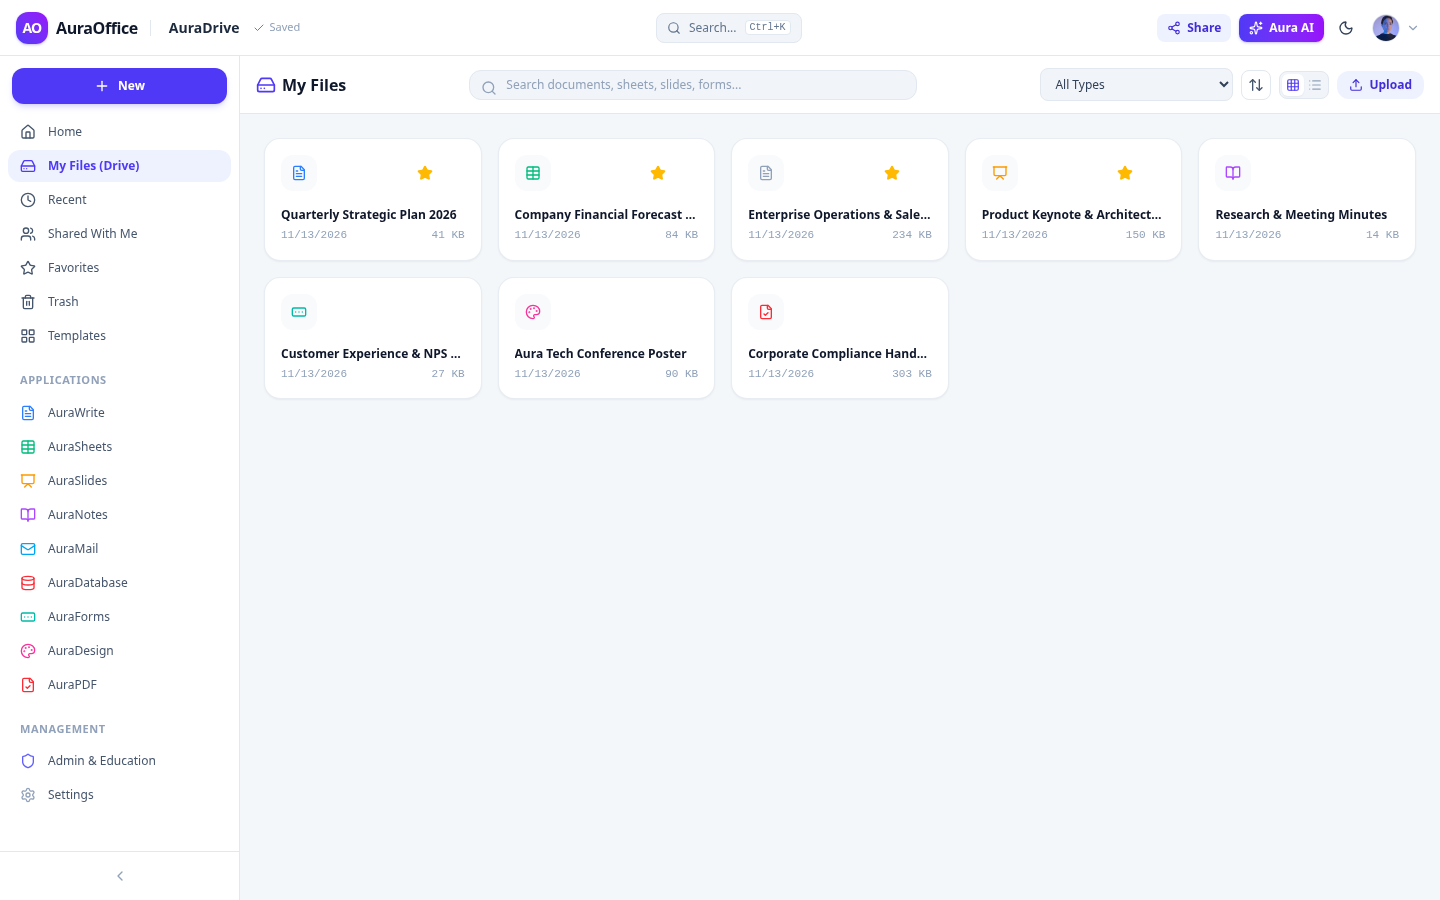 AO AuraOffice AuraDrive Saved Search... Ctrl+K Share Aura AI
New
Home
My Files (Drive)
Recent
Shared With Me
Favorites
Trash
Templates
APPLICATIONS
AuraWrite
AuraSheets
AuraSlides
AuraNotes
AuraMail
AuraDatabase
AuraForms
AuraDesign
AuraPDF
MANAGEMENT
Admin & Education
Settings
My Files Search documents, sheets, slides, forms... All Types Upload
Quarterly Strategic Plan 2026
11/13/2026 41 KB
Company Financial Forecast ...
11/13/2026 84 KB
Enterprise Operations & Sale...
11/13/2026 234 KB
Product Keynote & Architect...
11/13/2026 150 KB
Research & Meeting Minutes
11/13/2026 14 KB
Customer Experience & NPS ...
11/13/2026 27 KB
Aura Tech Conference Poster
11/13/2026 90 KB
Corporate Compliance Hand...
11/13/2026 303 KB